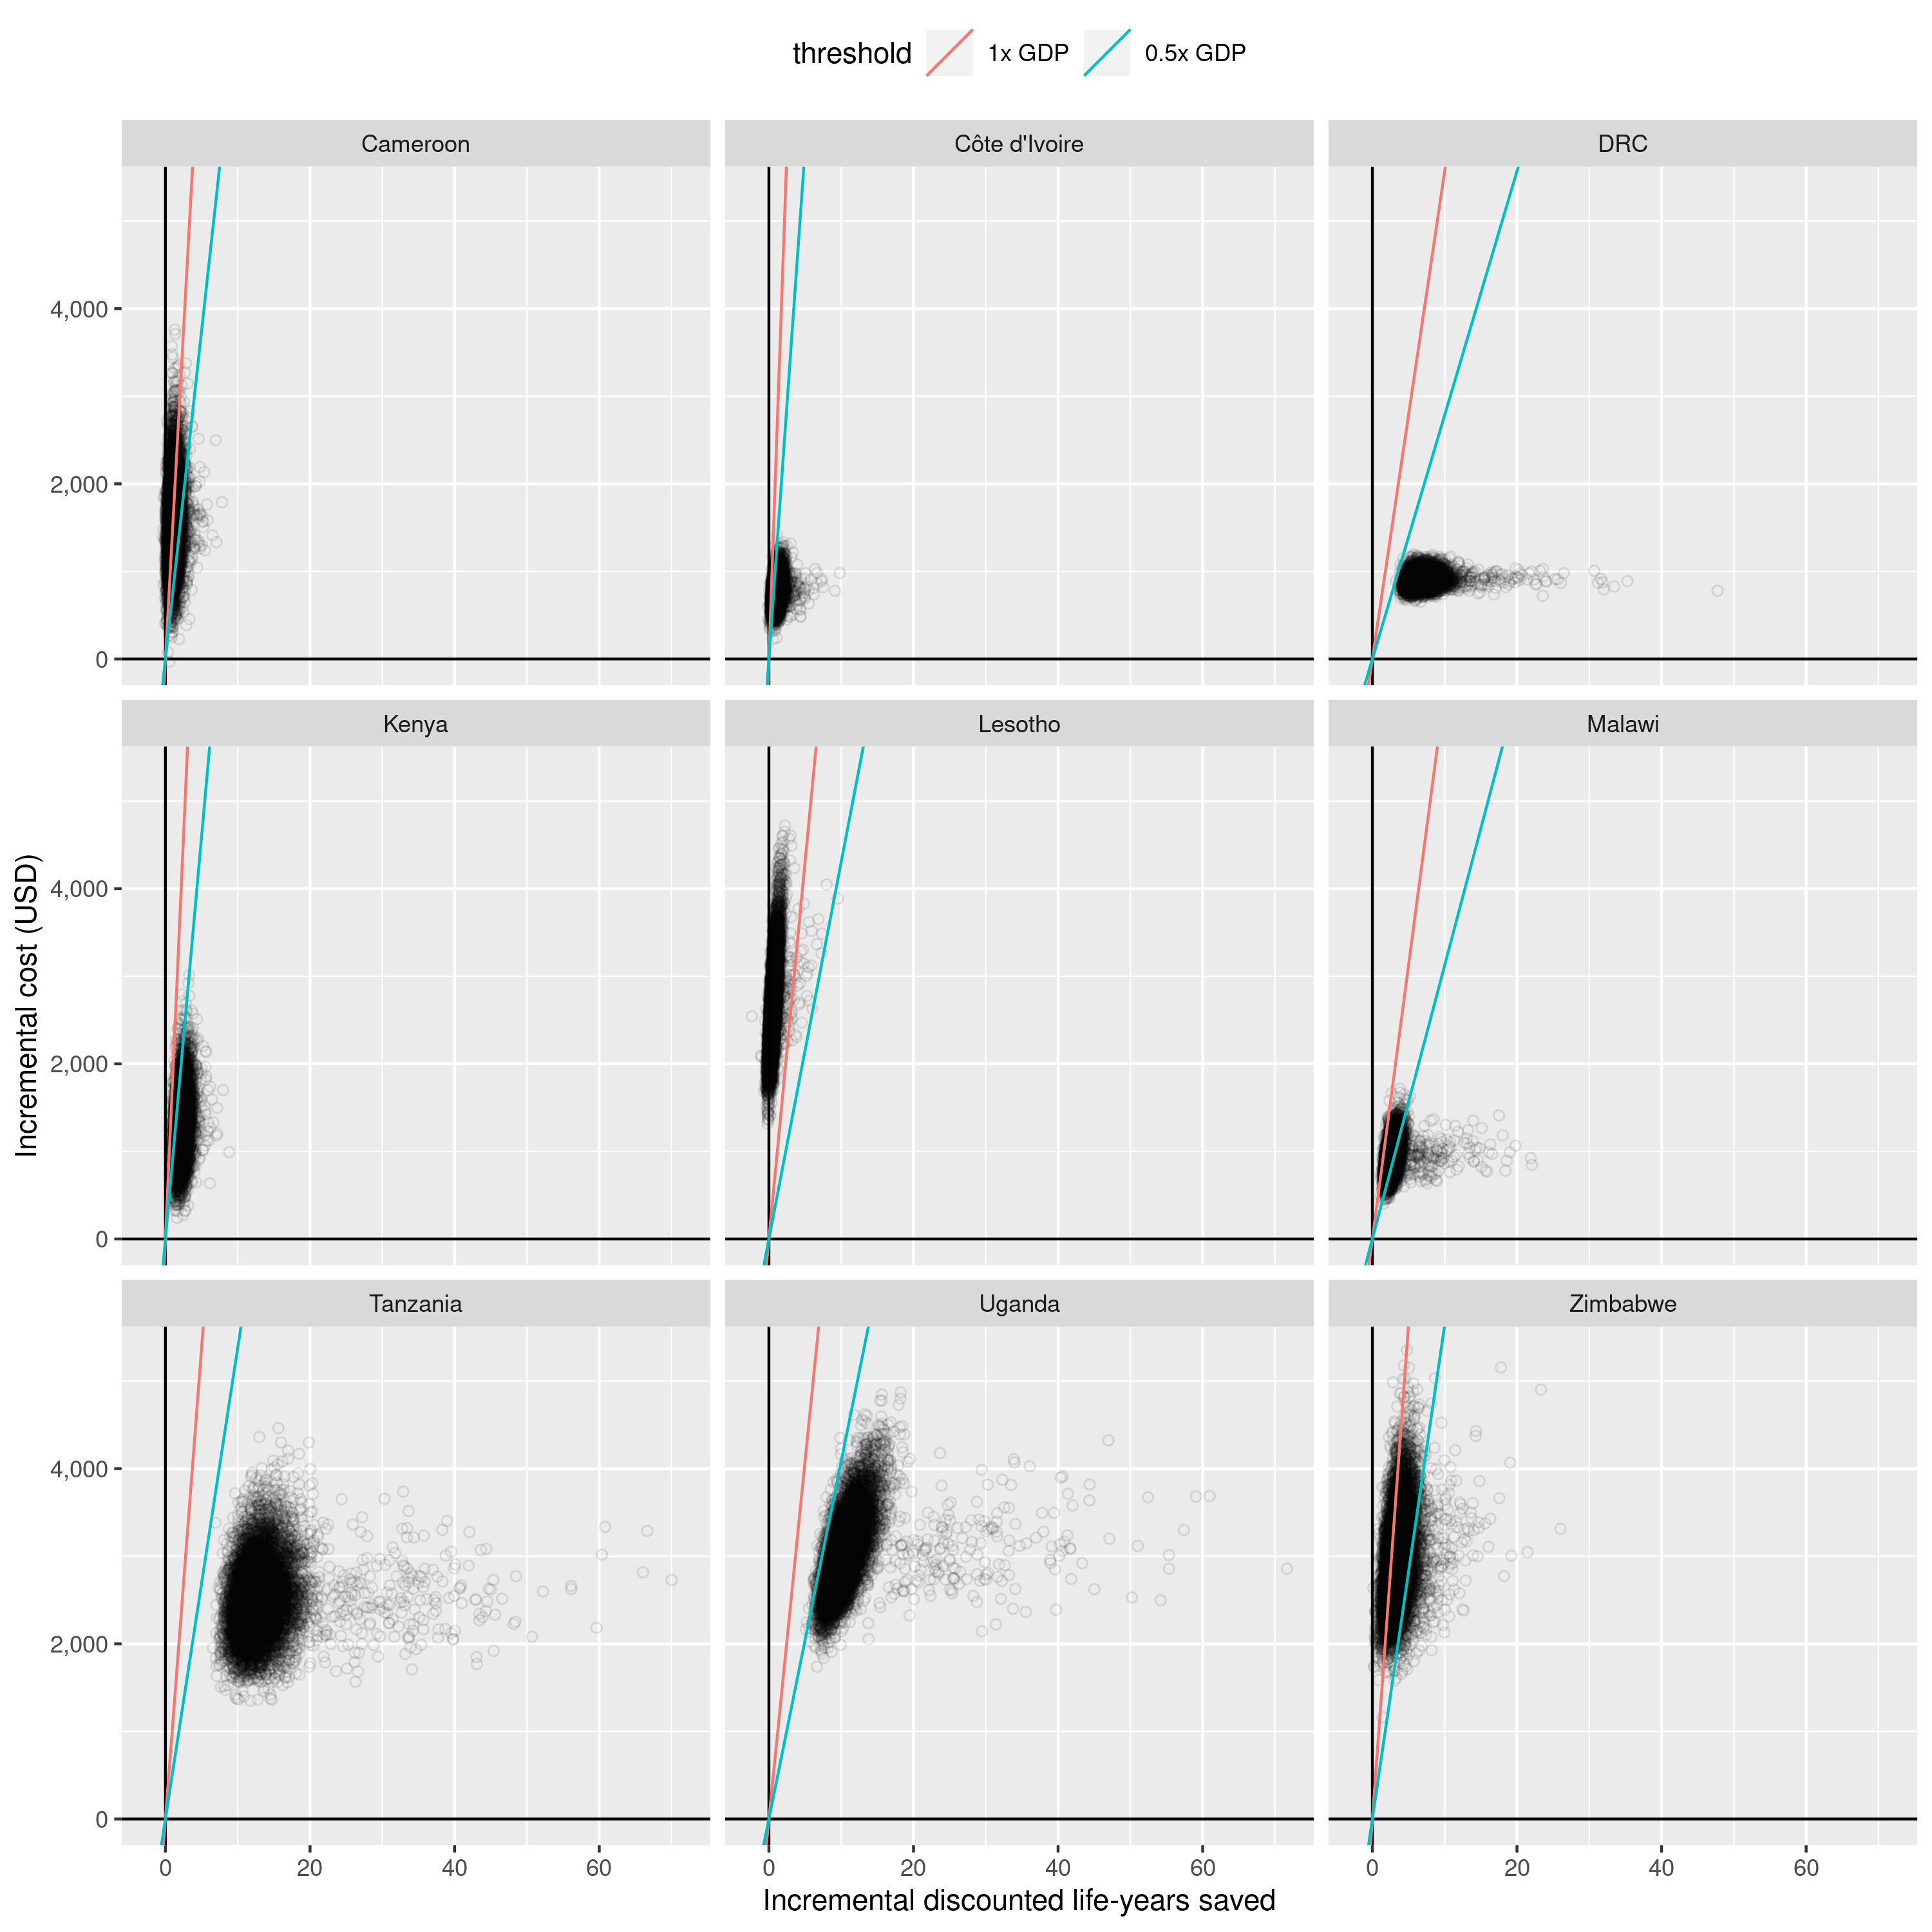 threshold 1x GDP 0.5x GDP
Cameroon Côte d'Ivoire DRC
4,000
2,000
0
Kenya Lesotho Malawi
4,000
2,000
0
Incremental cost (USD)
Tanzania Uganda Zimbabwe
4,000
2,000
0
0 20 40 60 0 20 40 60 0 20 40 60
Incremental discounted life-years saved